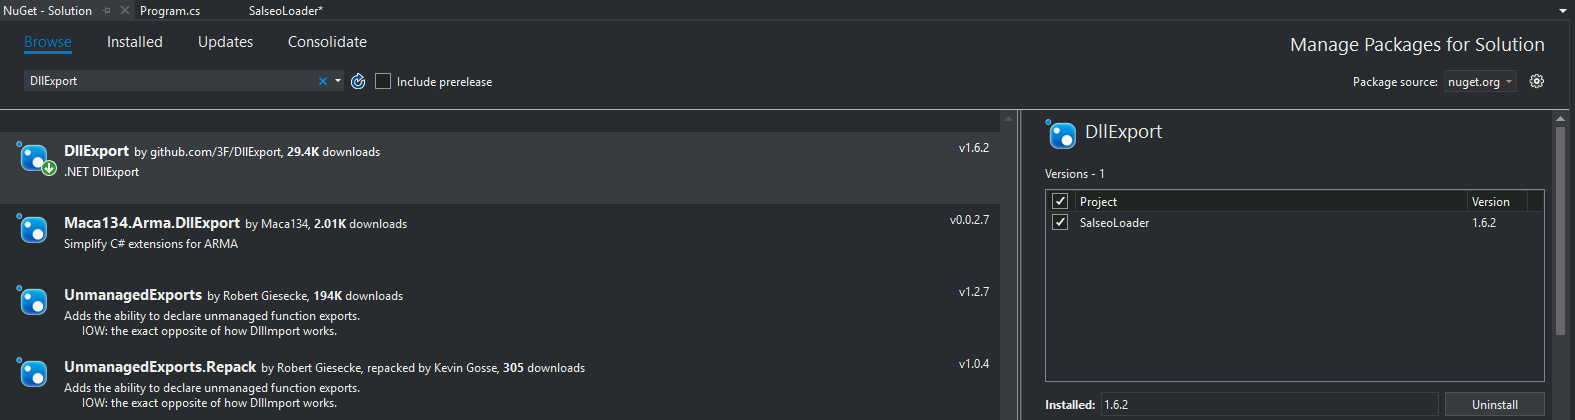 NuGet - Solution Program.cs SalseoLoader*
Browse Installed Updates Consolidate
Manage Packages for Solution
DllExport Include prerelease
Package source: nuget.org
DllExport by github.com/3F/DllExport, 29.4K downloads v1.6.2
.NET DllExport
Maca134.Arma.DllExport by Maca134, 2.01K downloads v0.0.2.7
Simplify C# extensions for ARMA
UnmanagedExports by Robert Giesecke, 194K downloads v1.2.7
Adds the ability to declare unmanaged function exports.
IOW: the exact opposite of how DllImport works.
UnmanagedExports.Repack by Robert Giesecke, repacked by Kevin Gosse, 305 downloads v1.0.4
Adds the ability to declare unmanaged function exports.
IOW: the exact opposite of how DllImport works.
DllExport
Versions - 1
Project Version
SalseoLoader 1.6.2
Installed: 1.6.2 Uninstall